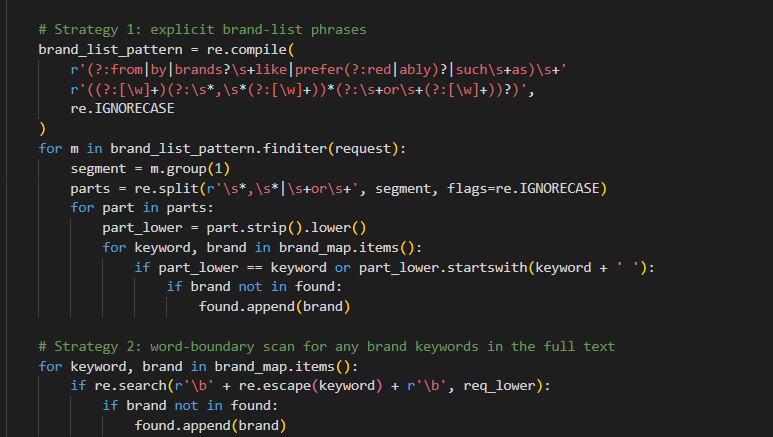 # Strategy 1: explicit brand-list phrases
brand_list_pattern = re.compile(
    r'(?:from|by|brands?\s+like|prefer(?:red|ably)?|such\s+as)\s+'
    r'((?:[\w]+)(?:\s*,\s*(?:[\w]+))*(?:\s+or\s+(?:[\w]+))?)',
    re.IGNORECASE
)
for m in brand_list_pattern.finditer(request):
    segment = m.group(1)
    parts = re.split(r'\s*,\s*|\s+or\s+', segment, flags=re.IGNORECASE)
    for part in parts:
        part_lower = part.strip().lower()
        for keyword, brand in brand_map.items():
            if part_lower == keyword or part_lower.startswith(keyword + ' '):
                if brand not in found:
                    found.append(brand)
# Strategy 2: word-boundary scan for any brand keywords in the full text
for keyword, brand in brand_map.items():
    if re.search(r'\b' + re.escape(keyword) + r'\b', req_lower):
        if brand not in found:
            found.append(brand)